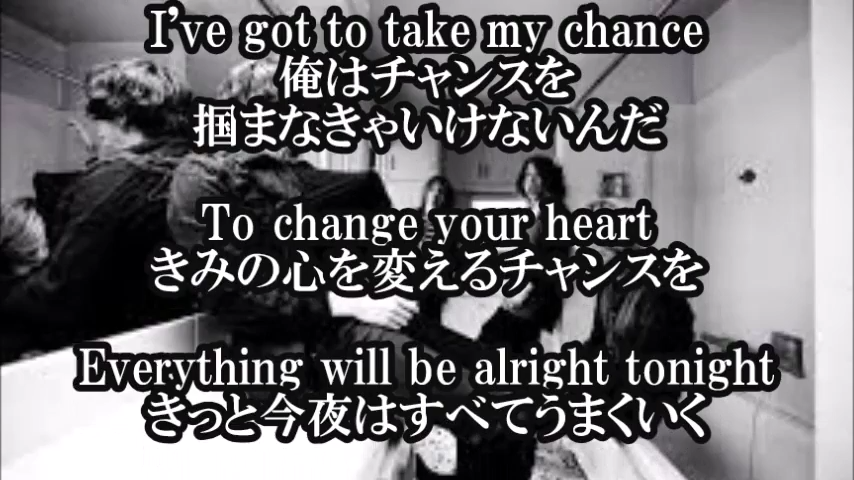 I've got to take my chance
俺はチャンスを
掴まなきゃいけないんだ
To change your heart
きみの心を変えるチャンスを
Everything will be alright tonight
きっと今夜はすべてうまくいく